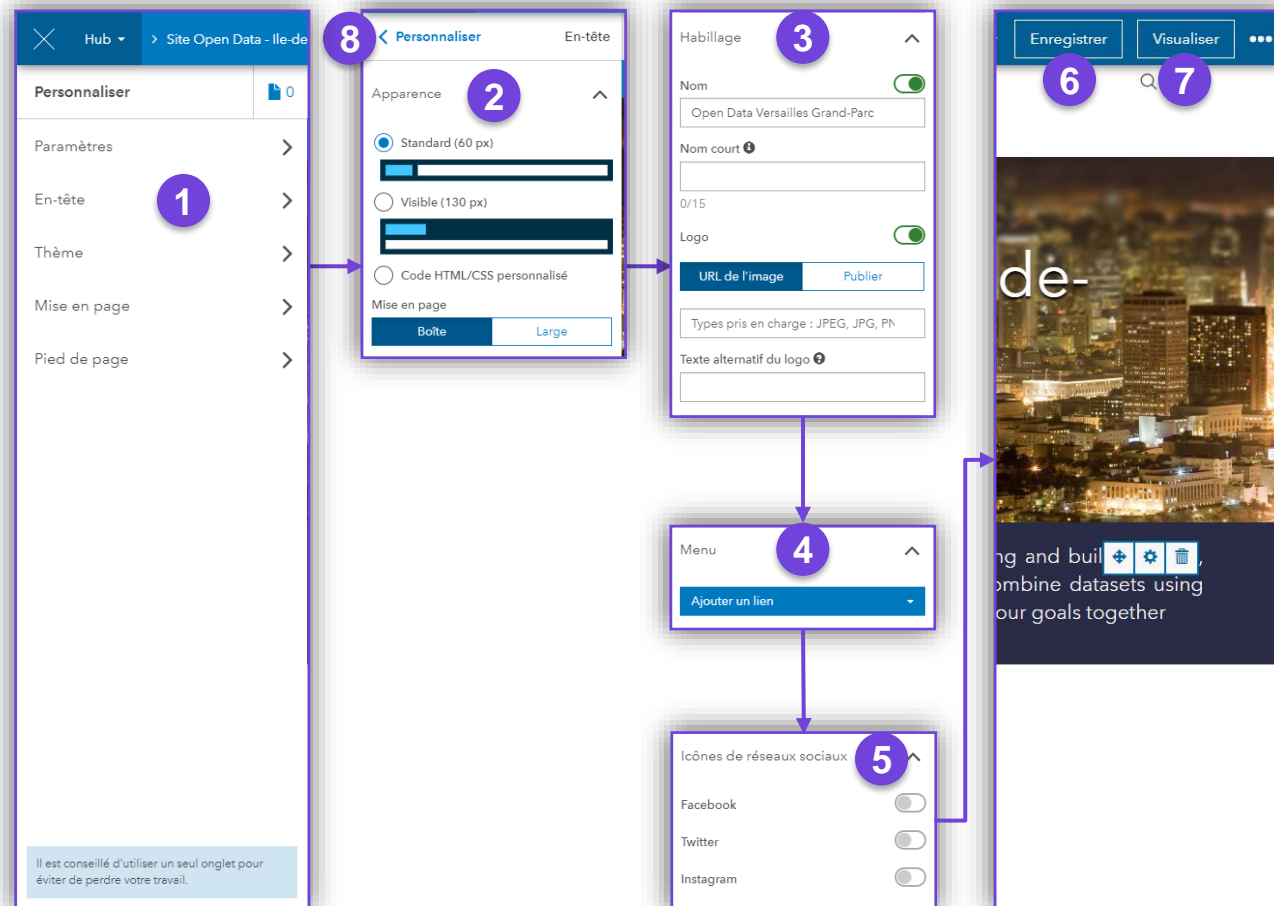 Hub
> Site Open Data - Ile-de
Personnaliser
0
Paramètres
En-tête
1
Thème
Mise en page
Pied de page
Il est conseillé d'utiliser un seul onglet pour
éviter de perdre votre travail.
8
Personnaliser
En-tête
Apparence
2
Standard (60 px)
Visible (130 px)
Code HTML/CSS personnalisé
Mise en page
Boîte
Large
Habillage
3
Nom
Open Data Versailles Grand-Parc
Nom court
0/15
Logo
URL de l'image
Publier
Types pris en charge : JPEG, JPG, PN
Texte alternatif du logo
Menu
4
Ajouter un lien
Icônes de réseaux sociaux
5
Facebook
Twitter
Instagram
Enregistrer
Visualiser
6
7
de-
ng and buil ,
ombine datasets using
our goals together